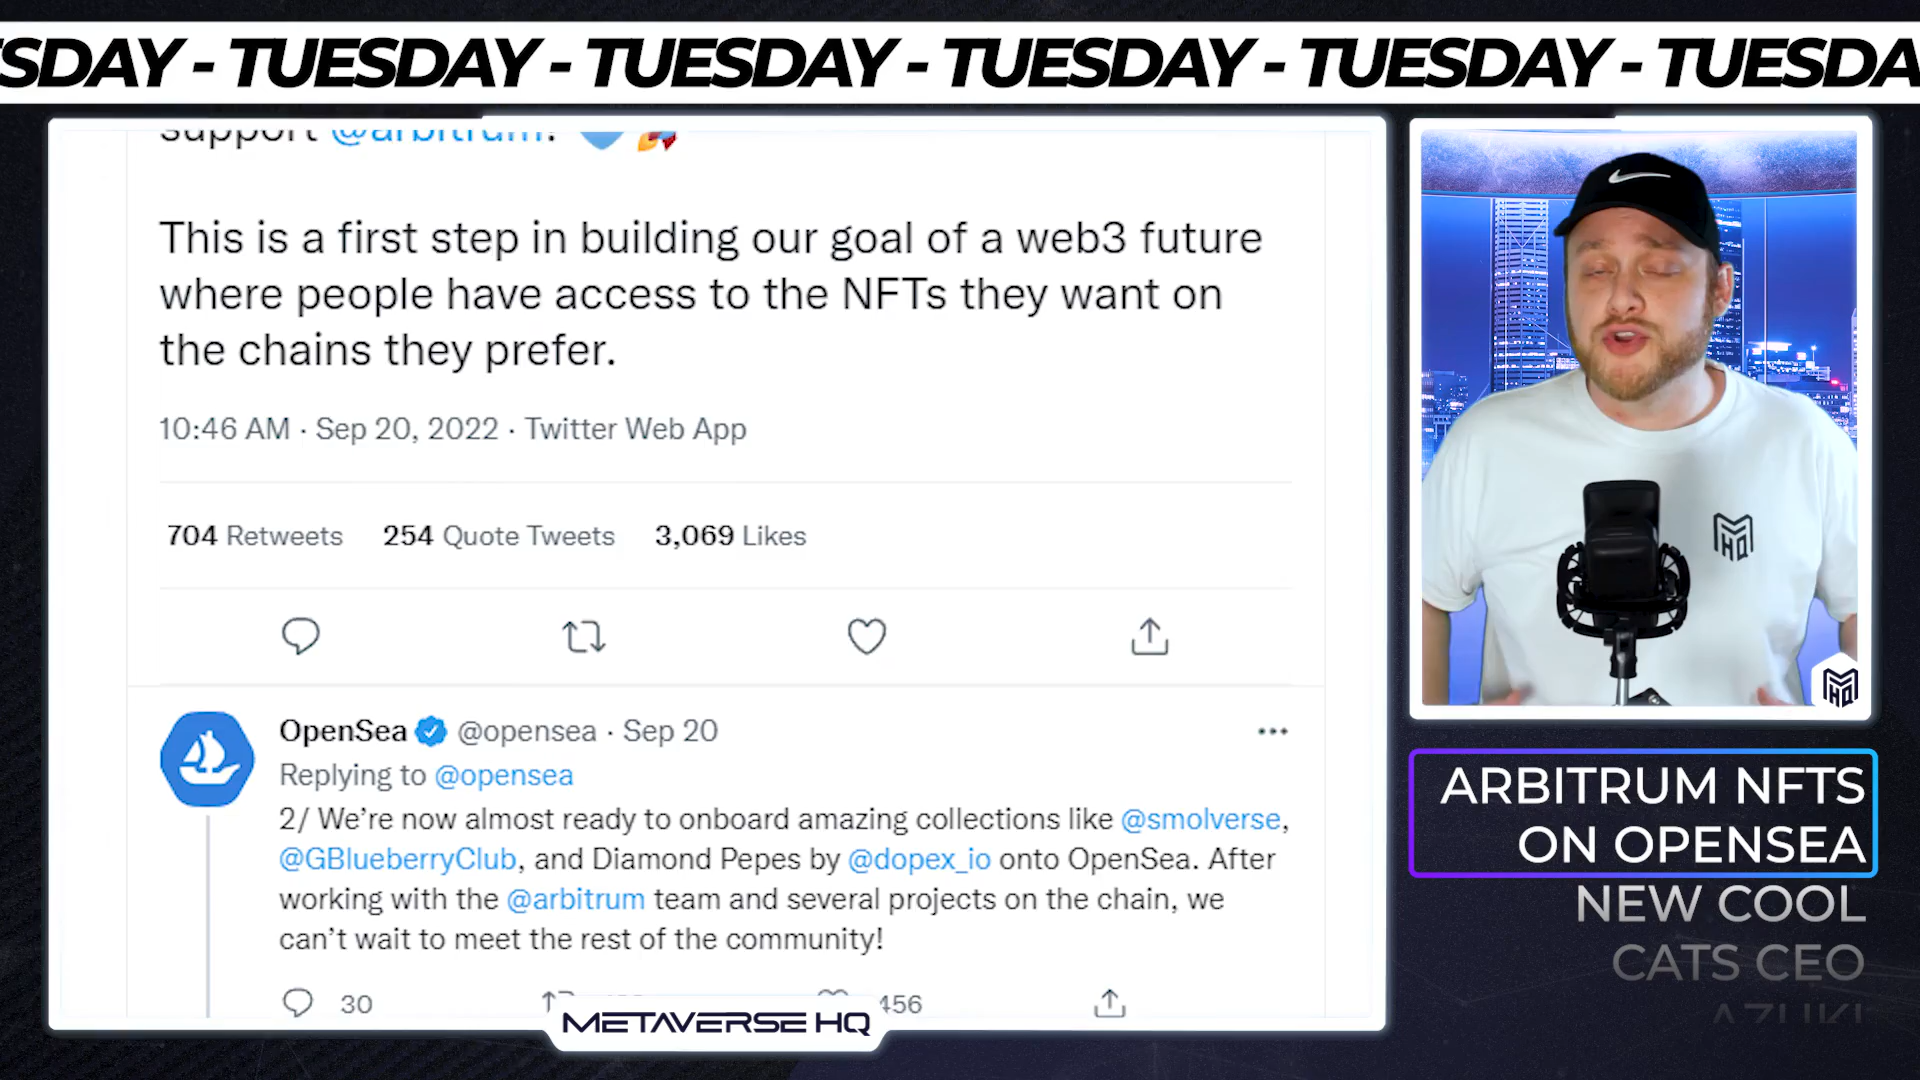 SDAY - TUESDAY - TUESDAY - TUESDAY - TUESDAY - TUESDA
support @arbitrum.
This is a first step in building our goal of a web3 future
where people have access to the NFTs they want on
the chains they prefer.
10:46 AM · Sep 20, 2022 · Twitter Web App
704 Retweets 254 Quote Tweets 3,069 Likes
OpenSea @opensea · Sep 20
Replying to @opensea
2/ We're now almost ready to onboard amazing collections like @smolverse,
@GBlueberryClub, and Diamond Pepes by @dopex_io onto OpenSea. After
working with the @arbitrum team and several projects on the chain, we
can't wait to meet the rest of the community!
30 456
METAVERSE HQ
MHQ
MHQ
ARBITRUM NFTS
ON OPENSEA
NEW COOL
CATS CEO
AZUKI